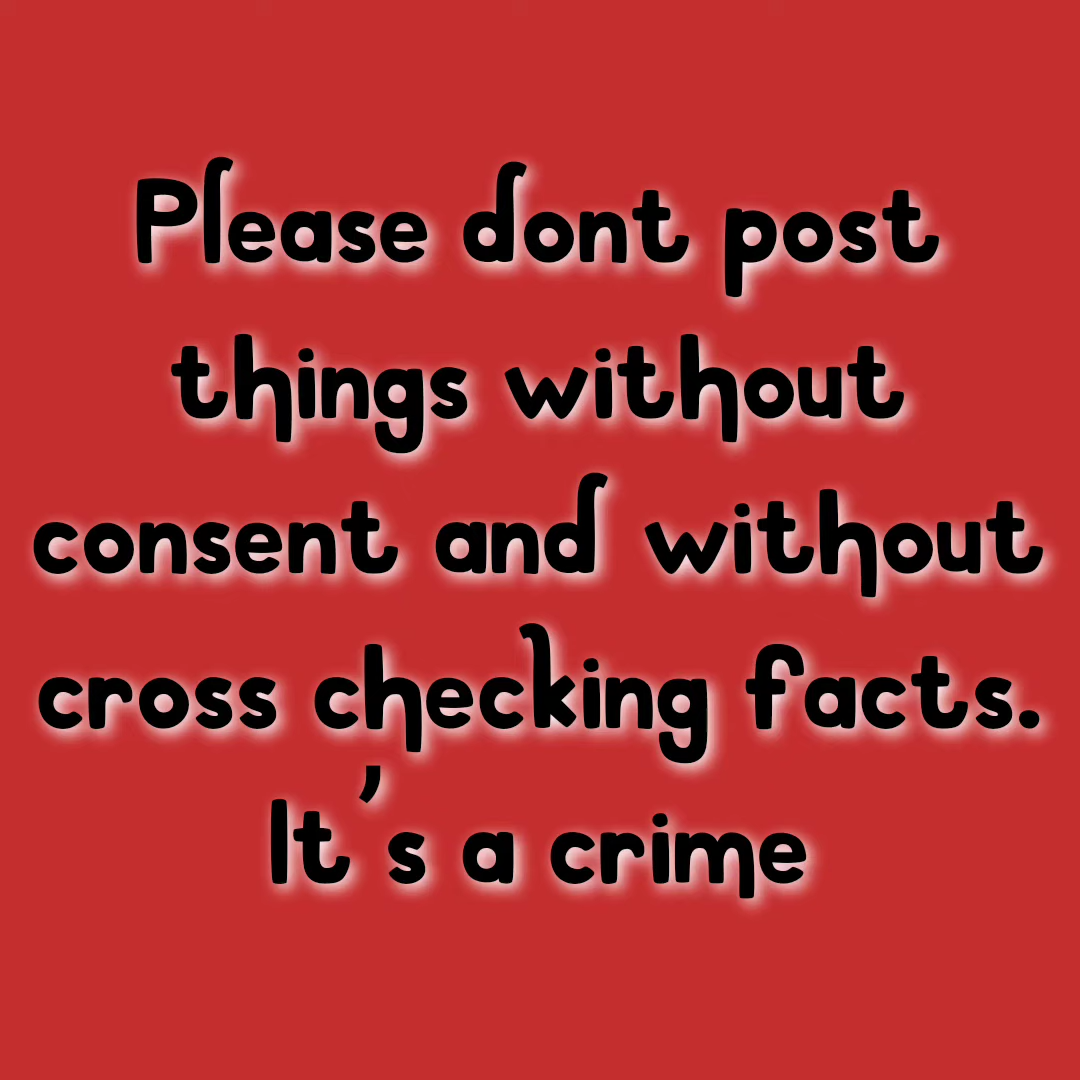 Please dont post
things without
consent and without
cross checking facts.
It's a crime